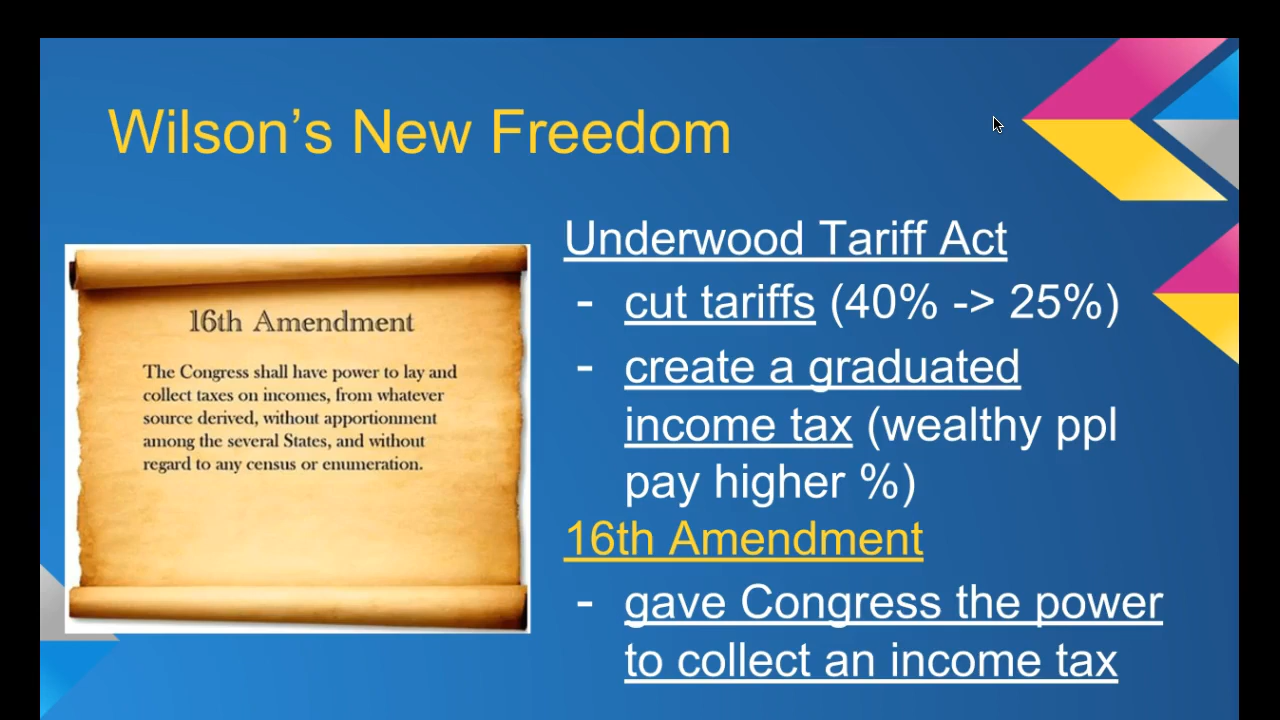 Wilson’s New Freedom
16th Amendment
The Congress shall have power to lay and
collect taxes on incomes, from whatever
source derived, without apportionment
among the several States, and without
regard to any census or enumeration.
Underwood Tariff Act
- cut tariffs (40% -> 25%)
- create a graduated
income tax (wealthy ppl
pay higher %)
16th Amendment
- gave Congress the power
to collect an income tax